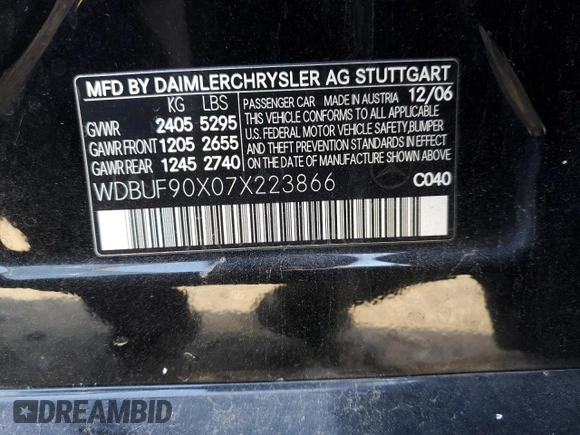 MFD BY DAIMLERCHRYSLER AG STUTTGART
KG LBS
GVWR 2405 5295
GAWR FRONT 1205 2655
GAWR REAR 1245 2740
PASSENGER CAR MADE IN AUSTRIA 12/06
THIS VEHICLE CONFORMS TO ALL APPLICABLE
U.S. FEDERAL MOTOR VEHICLE SAFETY, BUMPER
AND THEFT PREVENTION STANDARDS IN EFFECT
ON THE DATE OF MANUFACTURE SHOWN ABOVE.
WDBUF90X07X223866
C040
DREAMBID